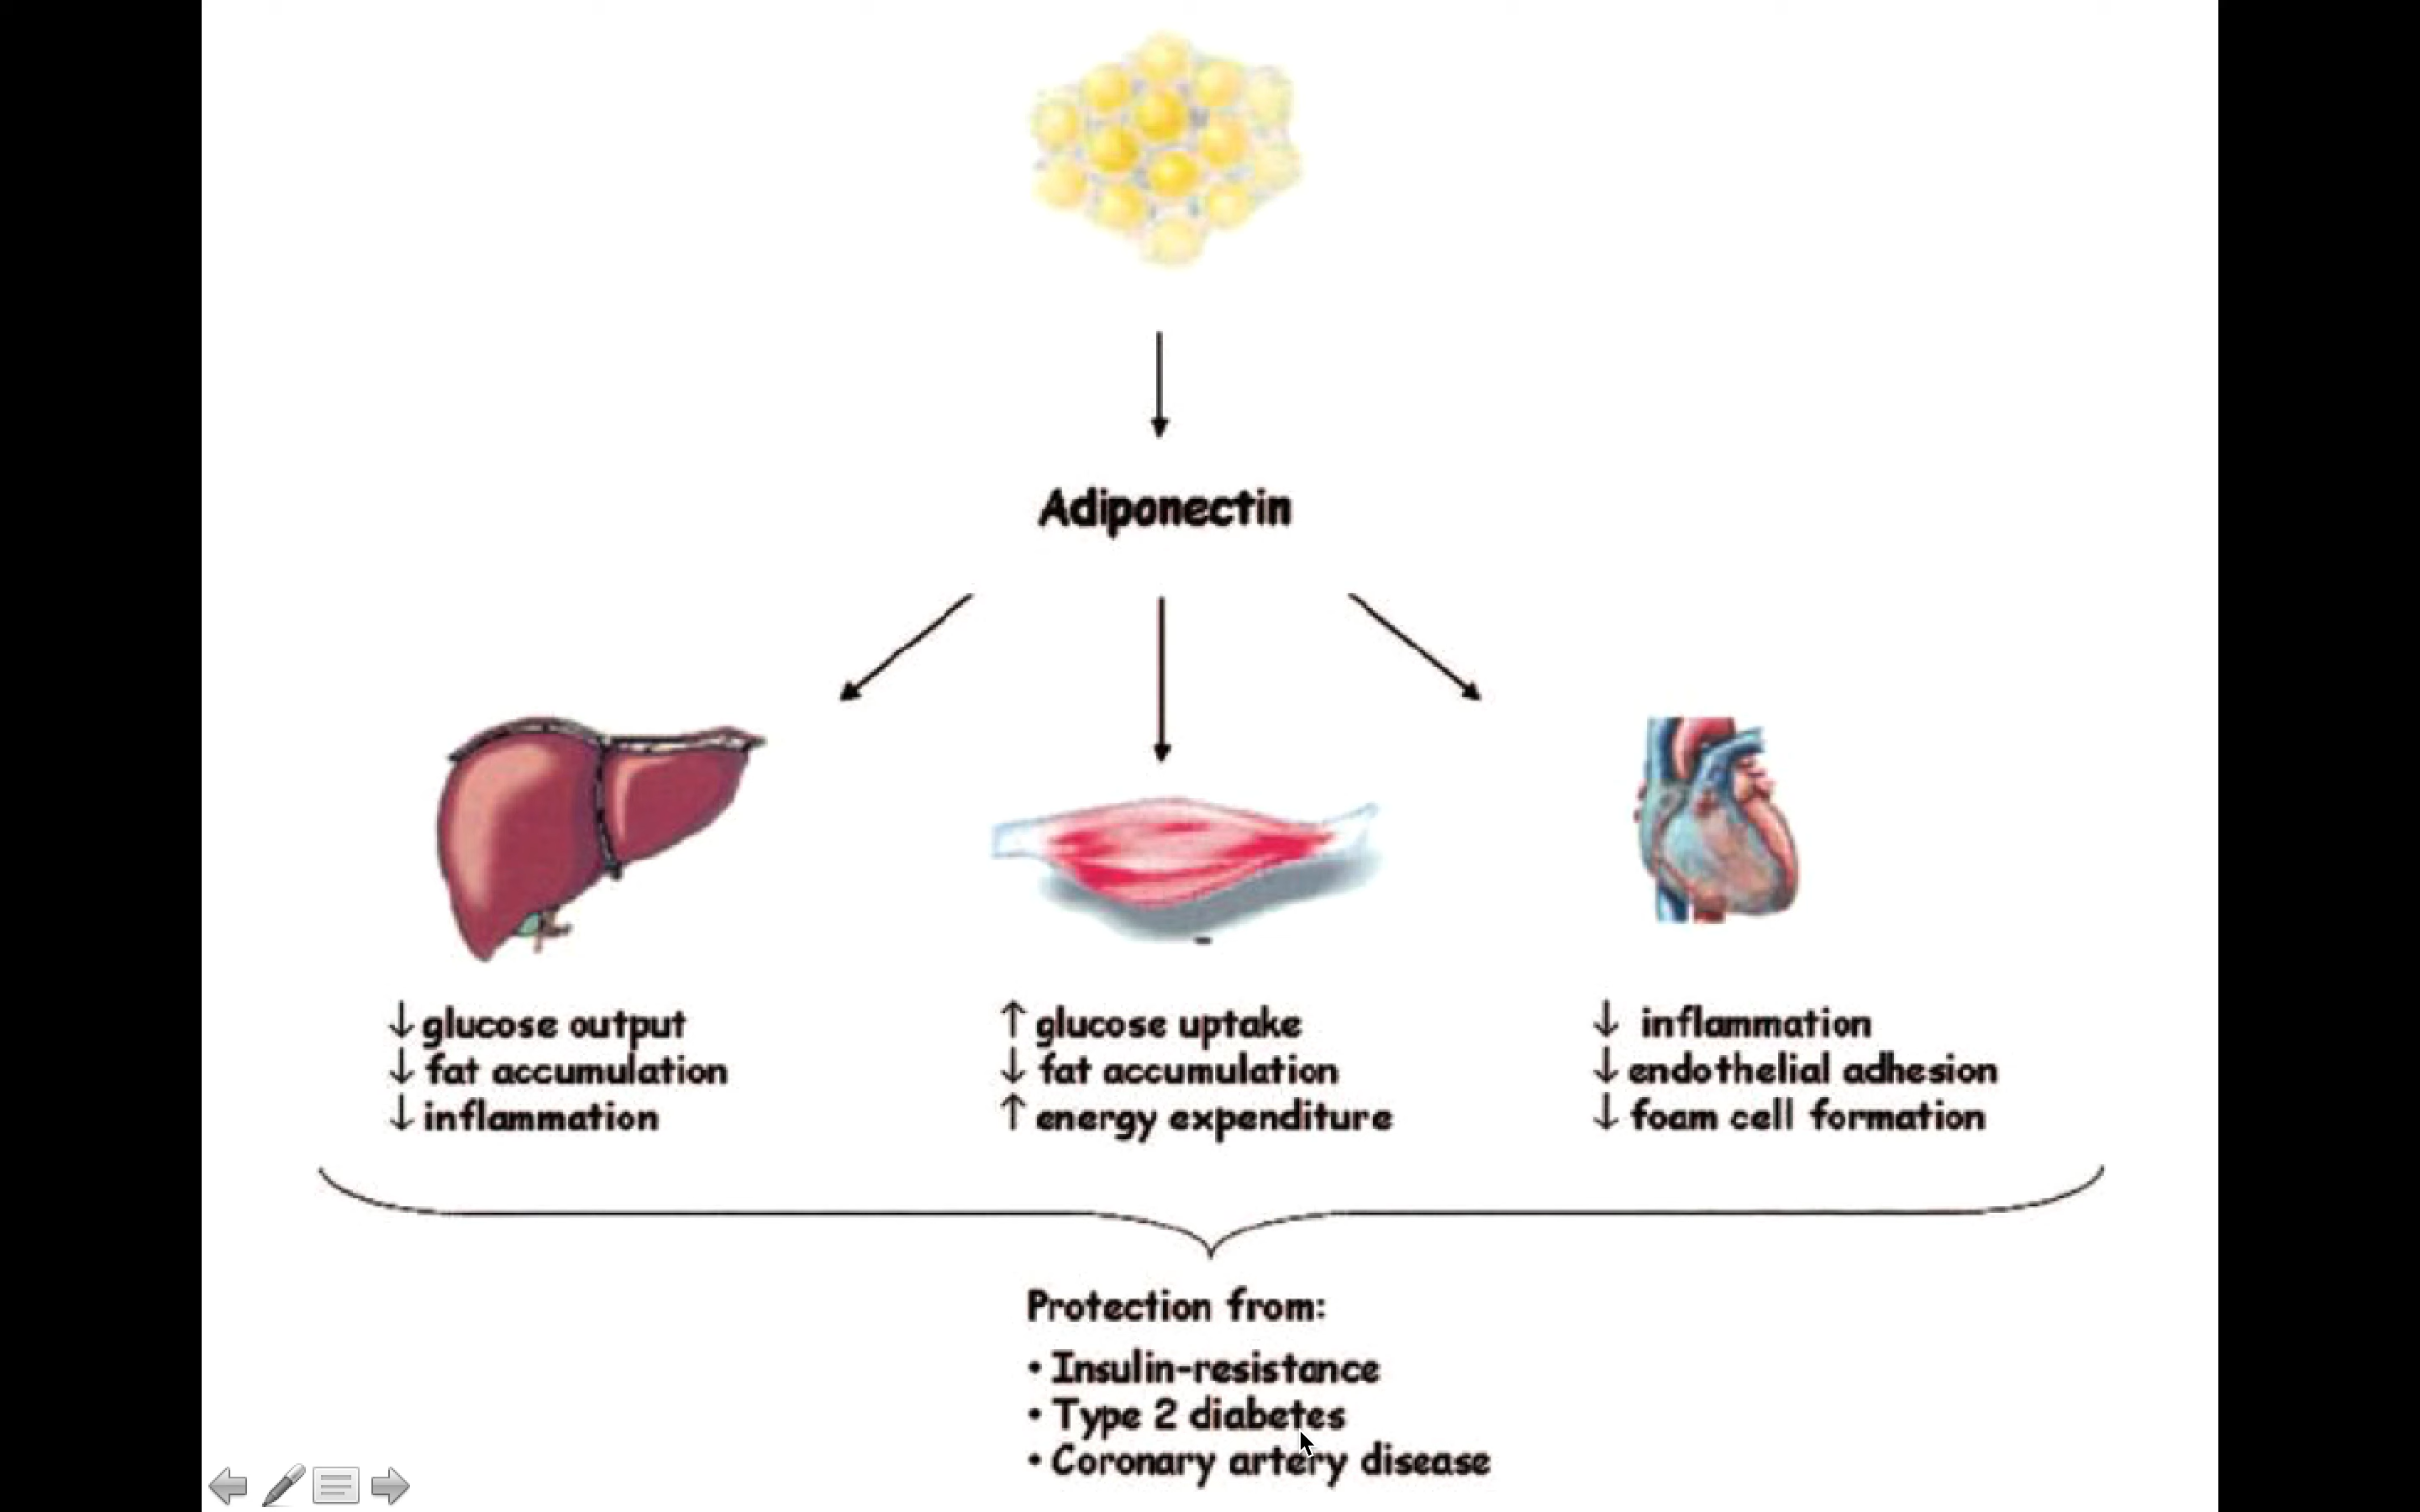 Adiponectin
↓ glucose output
↓ fat accumulation
↓ inflammation
↑ glucose uptake
↓ fat accumulation
↑ energy expenditure
↓ inflammation
↓ endothelial adhesion
↓ foam cell formation
Protection from:
• Insulin-resistance
• Type 2 diabetes
• Coronary artery disease